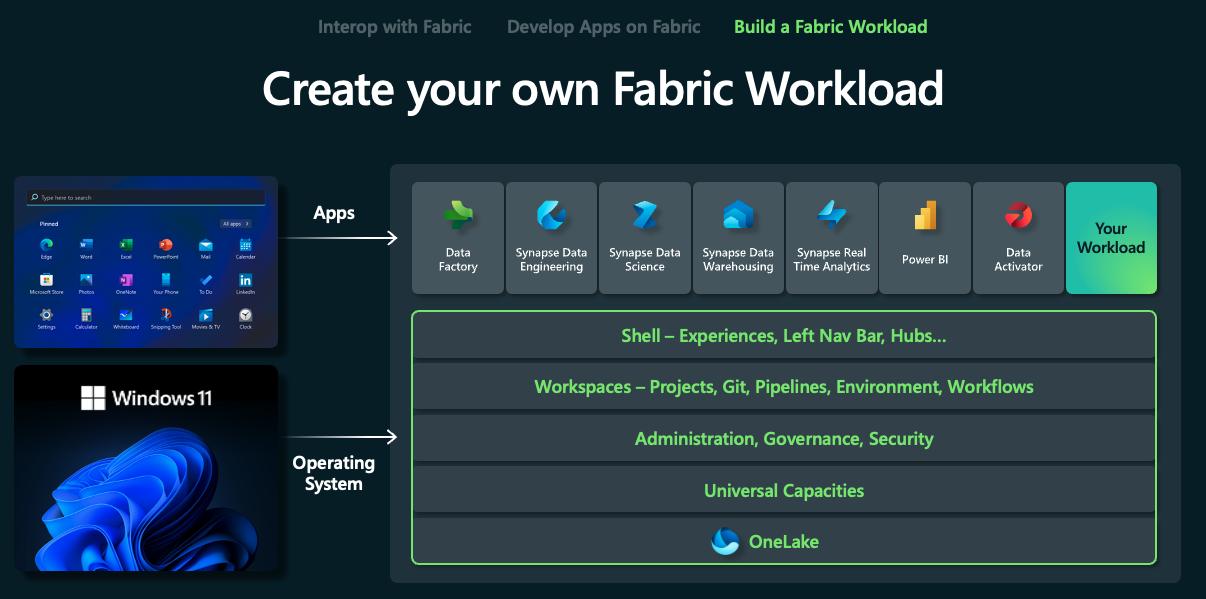 Interop with Fabric
Develop Apps on Fabric
Build a Fabric Workload
Create your own Fabric Workload
Type here to search
Pinned
All apps >
Edge
Word
Excel
PowerPoint
Mail
Calendar
Microsoft Store
Photos
OneNote
Your Phone
To Do
LinkedIn
Settings
Calculator
Whiteboard
Snipping Tool
Movies & TV
Clock
Windows 11
Apps
Operating
System
Data
Factory
Synapse Data
Engineering
Synapse Data
Science
Synapse Data
Warehousing
Synapse Real
Time Analytics
Power BI
Data
Activator
Your
Workload
Shell – Experiences, Left Nav Bar, Hubs...
Workspaces – Projects, Git, Pipelines, Environment, Workflows
Administration, Governance, Security
Universal Capacities
OneLake